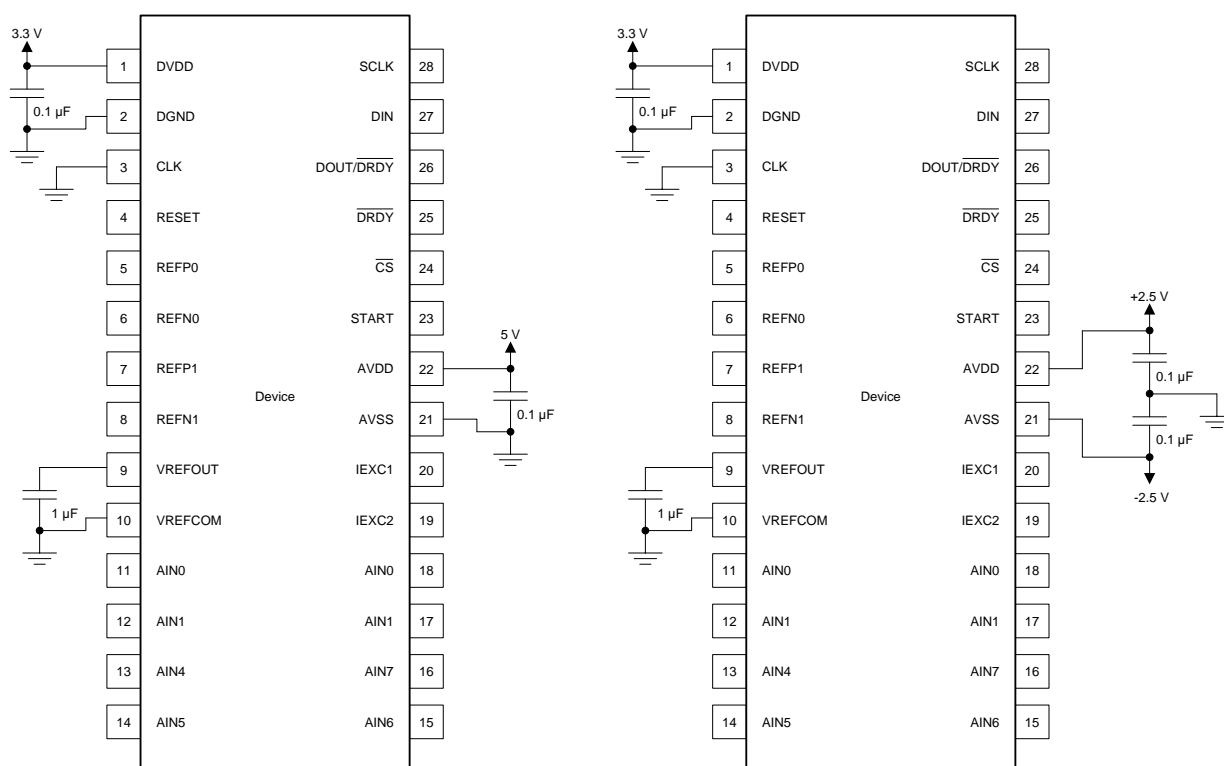 3.3 V
1 DVDD SCLK 28
0.1 µF
2 DGND DIN 27
3 CLK DOUT/DRDY 26
4 RESET DRDY 25
5 REFP0 CS 24
6 REFN0 START 23
5 V
7 REFP1 AVDD 22
Device
0.1 µF
8 REFN1 AVSS 21
9 VREFOUT IEXC1 20
1 µF
10 VREFCOM IEXC2 19
11 AIN0 AIN0 18
12 AIN1 AIN1 17
13 AIN4 AIN7 16
14 AIN5 AIN6 15
3.3 V
1 DVDD SCLK 28
0.1 µF
2 DGND DIN 27
3 CLK DOUT/DRDY 26
4 RESET DRDY 25
5 REFP0 CS 24
+2.5 V
6 REFN0 START 23
7 REFP1 AVDD 22
0.1 µF
Device
8 REFN1 AVSS 21
0.1 µF
9 VREFOUT IEXC1 20
-2.5 V
1 µF
10 VREFCOM IEXC2 19
11 AIN0 AIN0 18
12 AIN1 AIN1 17
13 AIN4 AIN7 16
14 AIN5 AIN6 15